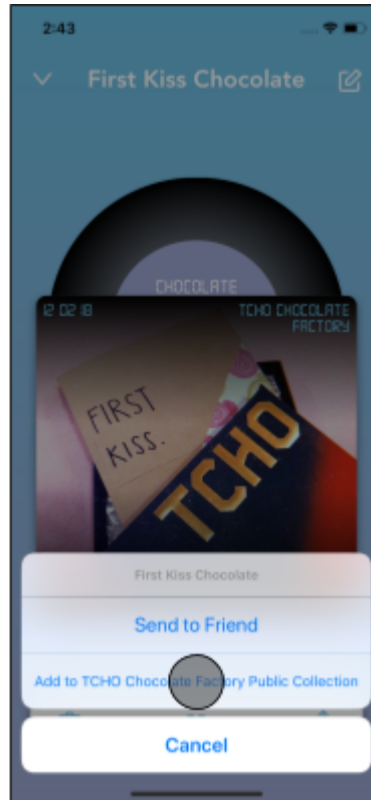 2:43
First Kiss Chocolate
CHOCOLATE
12 02 18
TCHO CHOCOLATE
FACTORY
FIRST
KISS.
TCHO
First Kiss Chocolate
Send to Friend
Add to TCHO Chocolate Factory Public Collection
Cancel